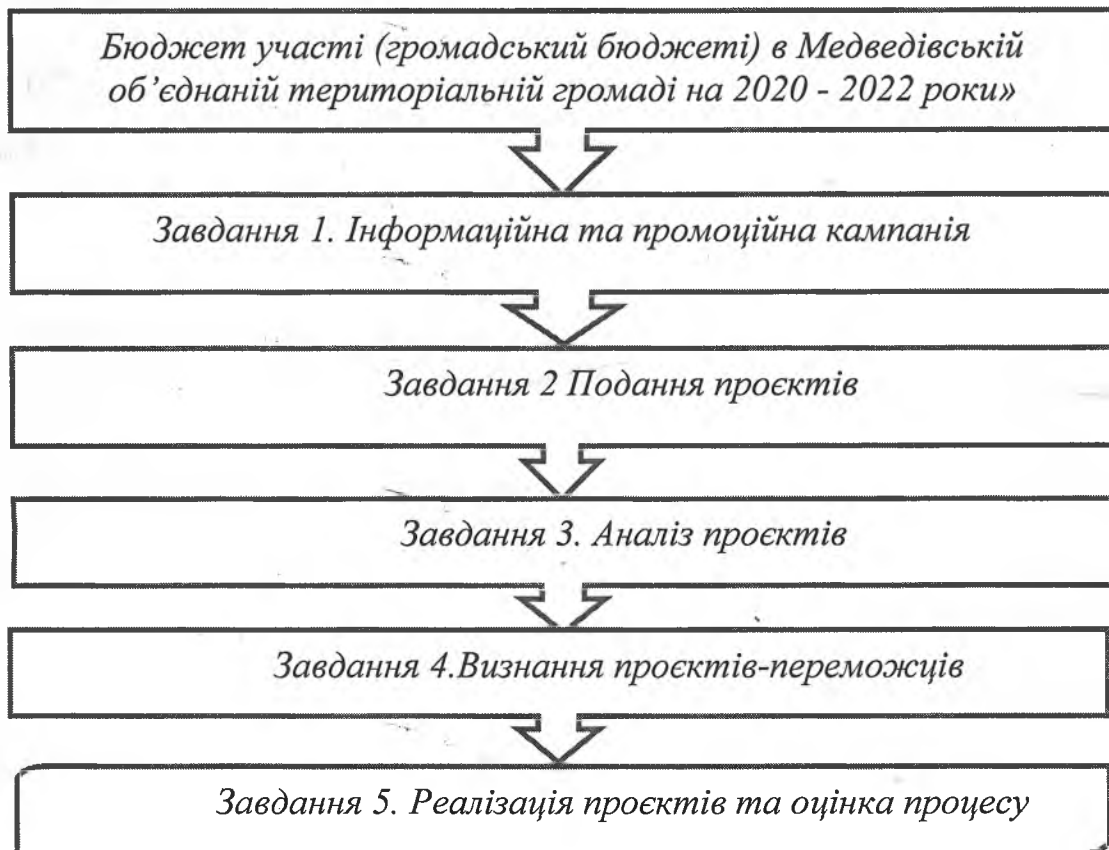 Бюджет участі (громадський бюджеті) в Медведівській
об’єднаній територіальній громаді на 2020 - 2022 роки»
Завдання 1. Інформаційна та промоційна кампанія
Завдання 2 Подання проєктів
Завдання 3. Аналіз проєктів
Завдання 4.Визнання проєктів-переможців
Завдання 5. Реалізація проєктів та оцінка процесу